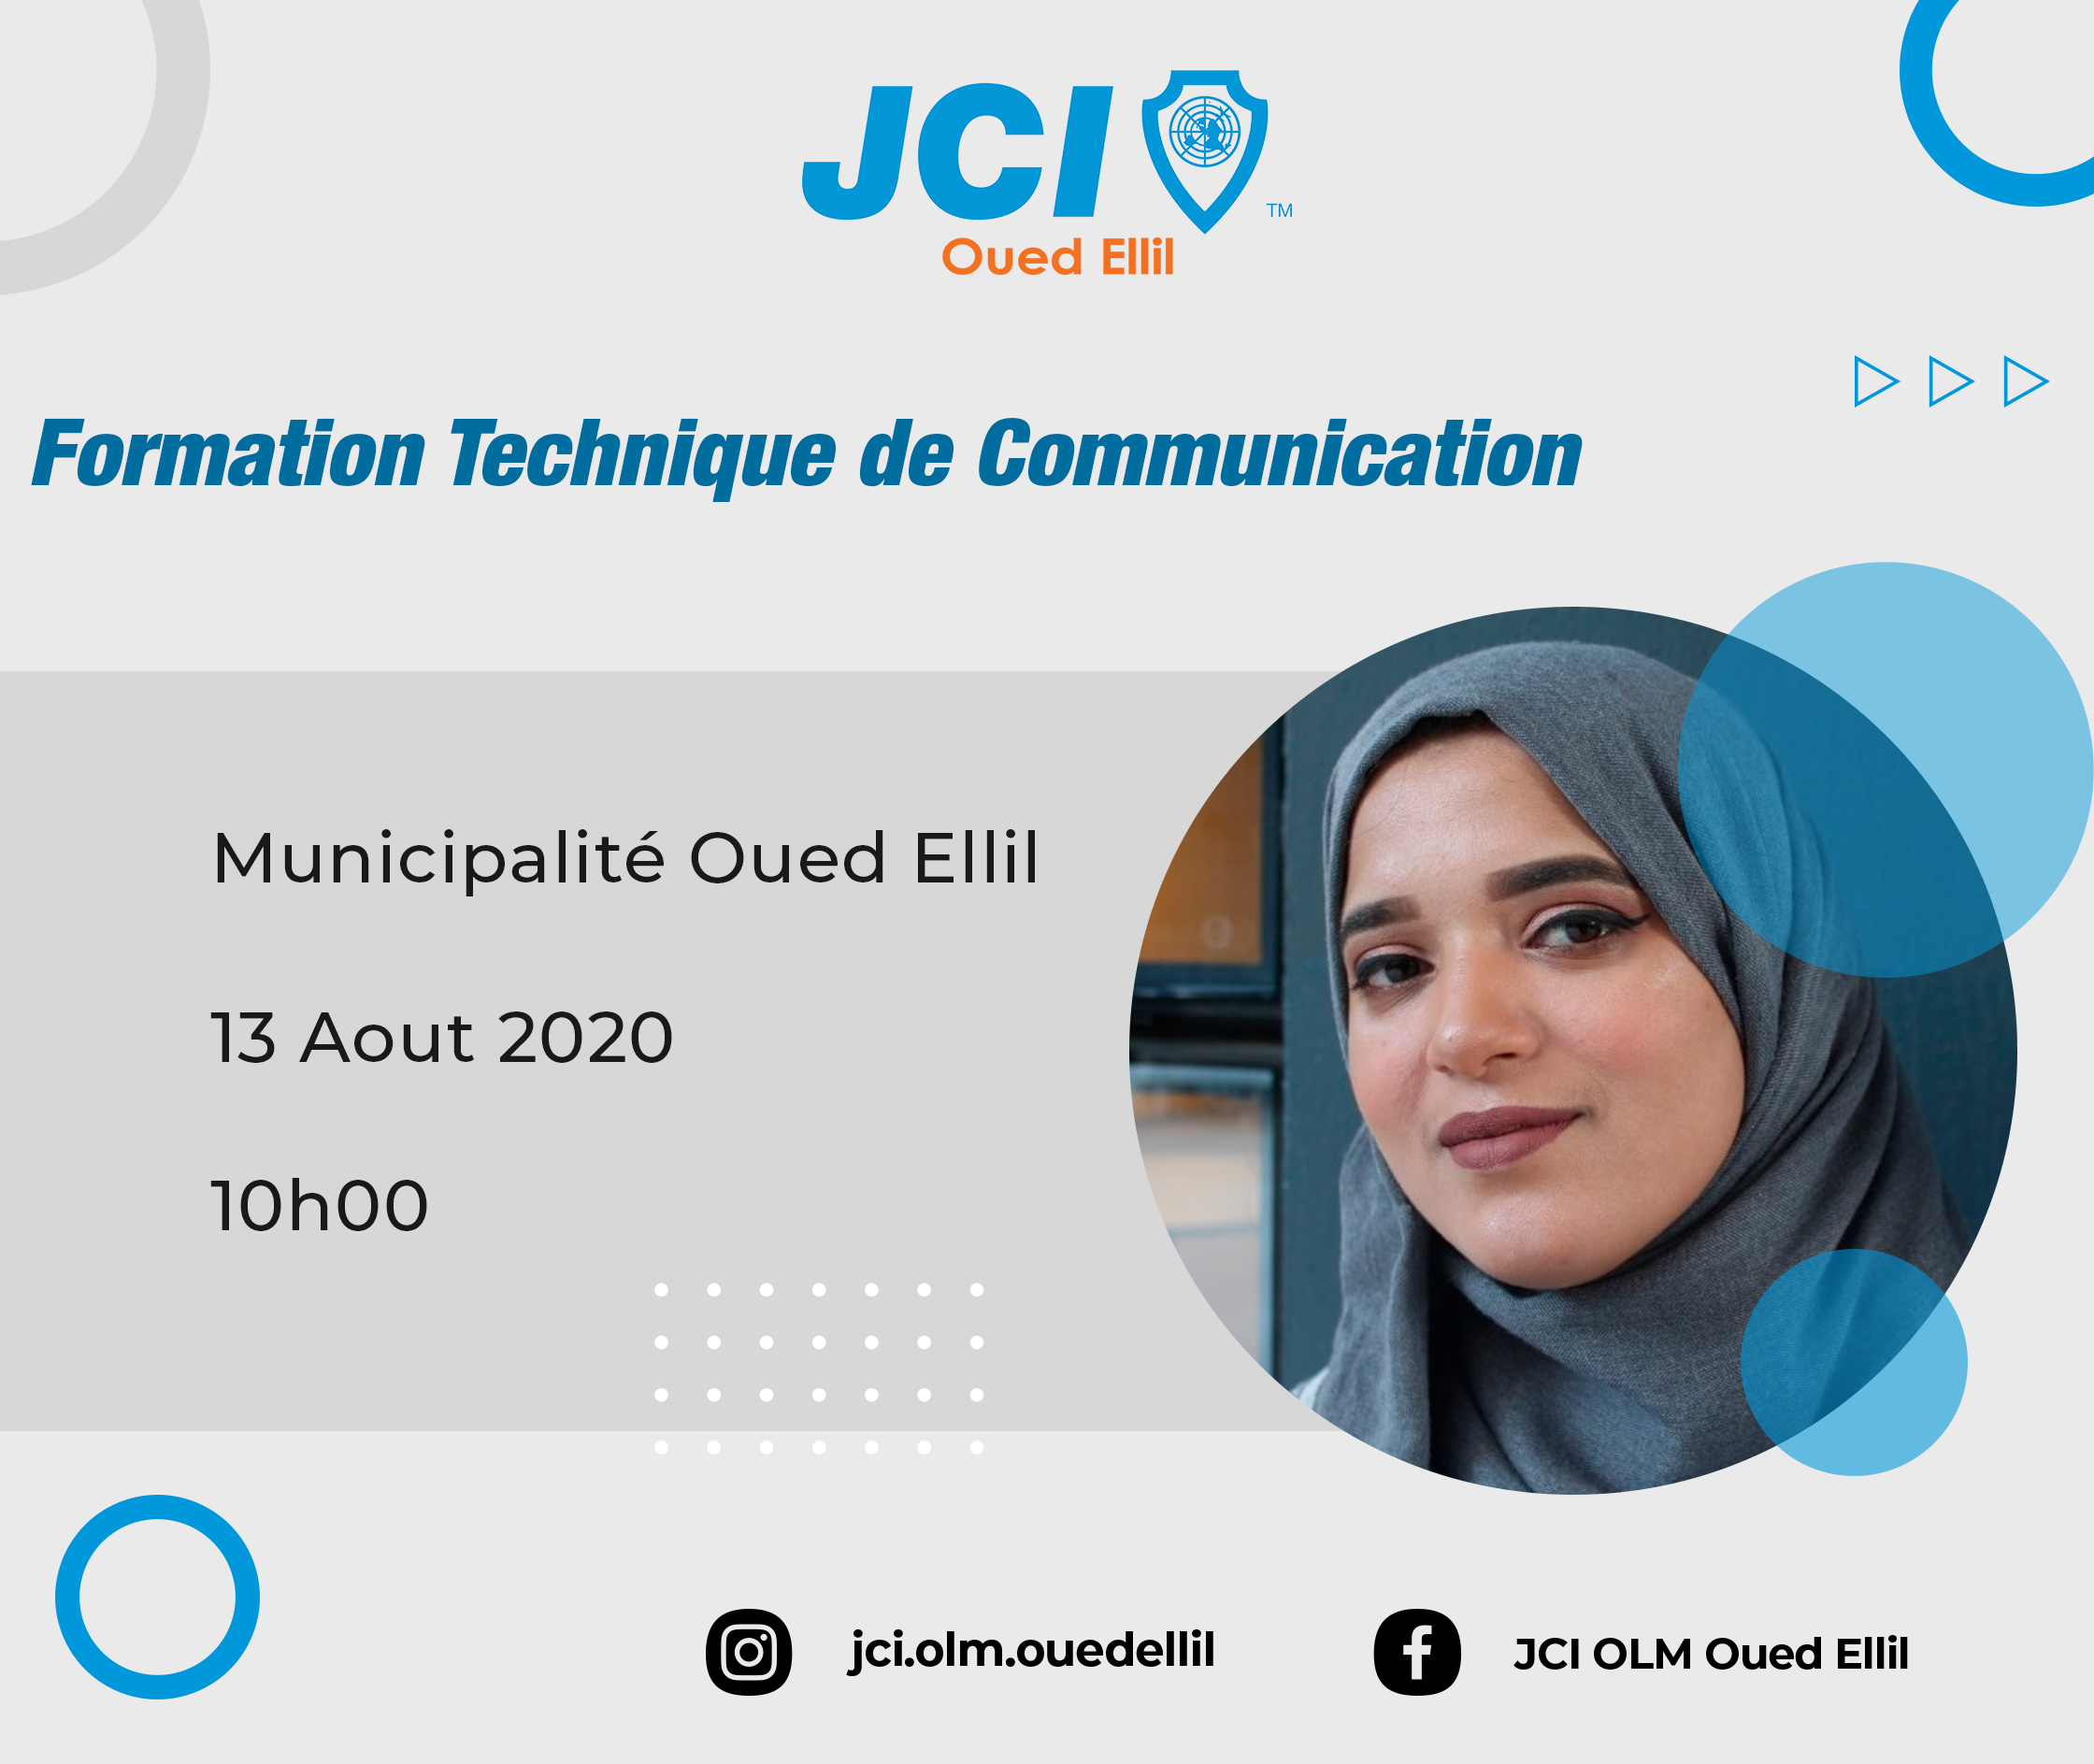 JCI
TM
Oued Ellil
Formation Technique de Communication
Municipalité Oued Ellil
13 Aout 2020
10h00
jci.olm.ouedellil
JCI OLM Oued Ellil